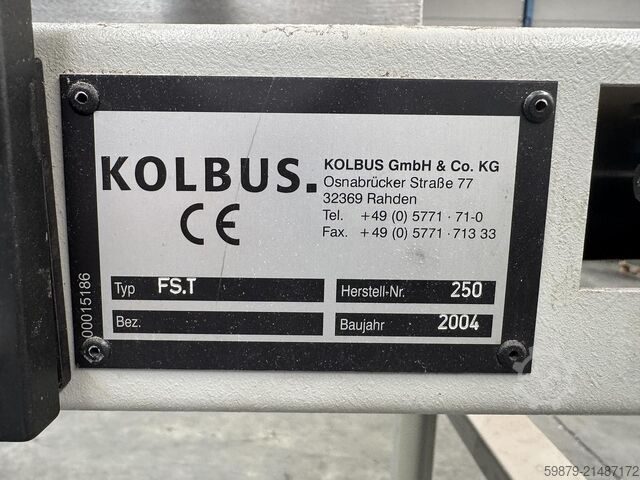 KOLBUS.
CE
KOLBUS GmbH & Co. KG
Osnabrücker Straße 77
32369 Rahden
Tel. +49 (0) 5771 · 71-0
Fax. +49 (0) 5771 · 713 33
Typ FS.T
Herstell-Nr. 250
Bez.
Baujahr 2004
00015186
59879-21487172